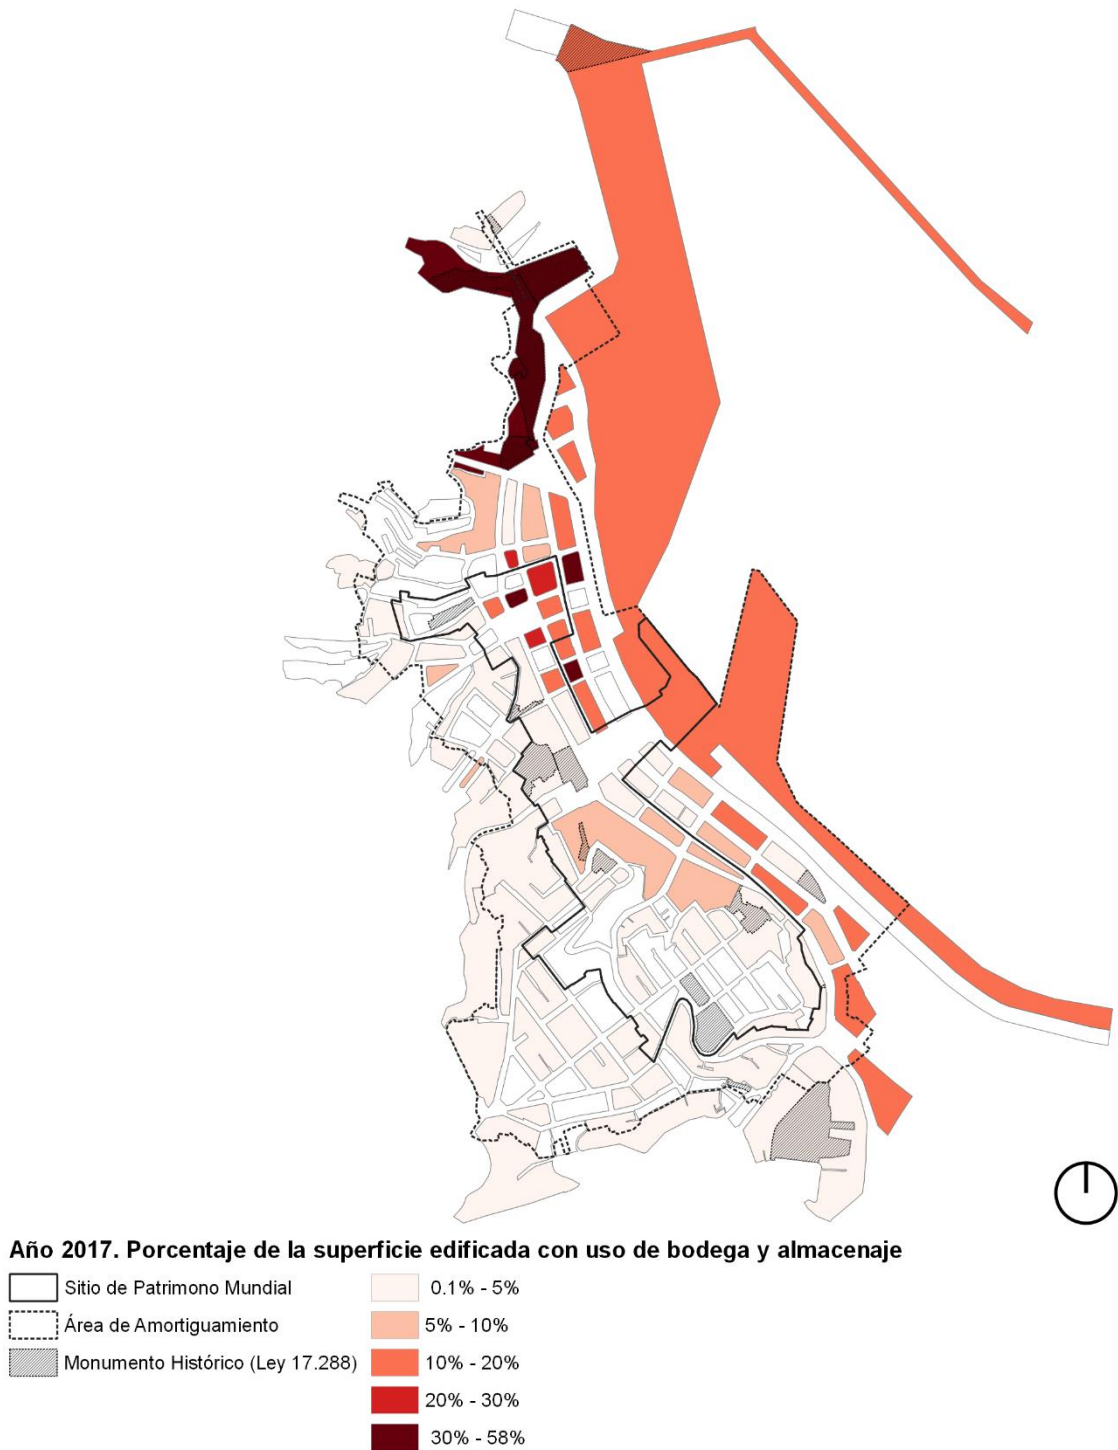 Año 2017. Porcentaje de la superficie edificada con uso de bodega y almacenaje
Sitio de Patrimono Mundial
Área de Amortiguamiento
Monumento Histórico (Ley 17.288)
0.1% - 5%
5% - 10%
10% - 20%
20% - 30%
30% - 58%